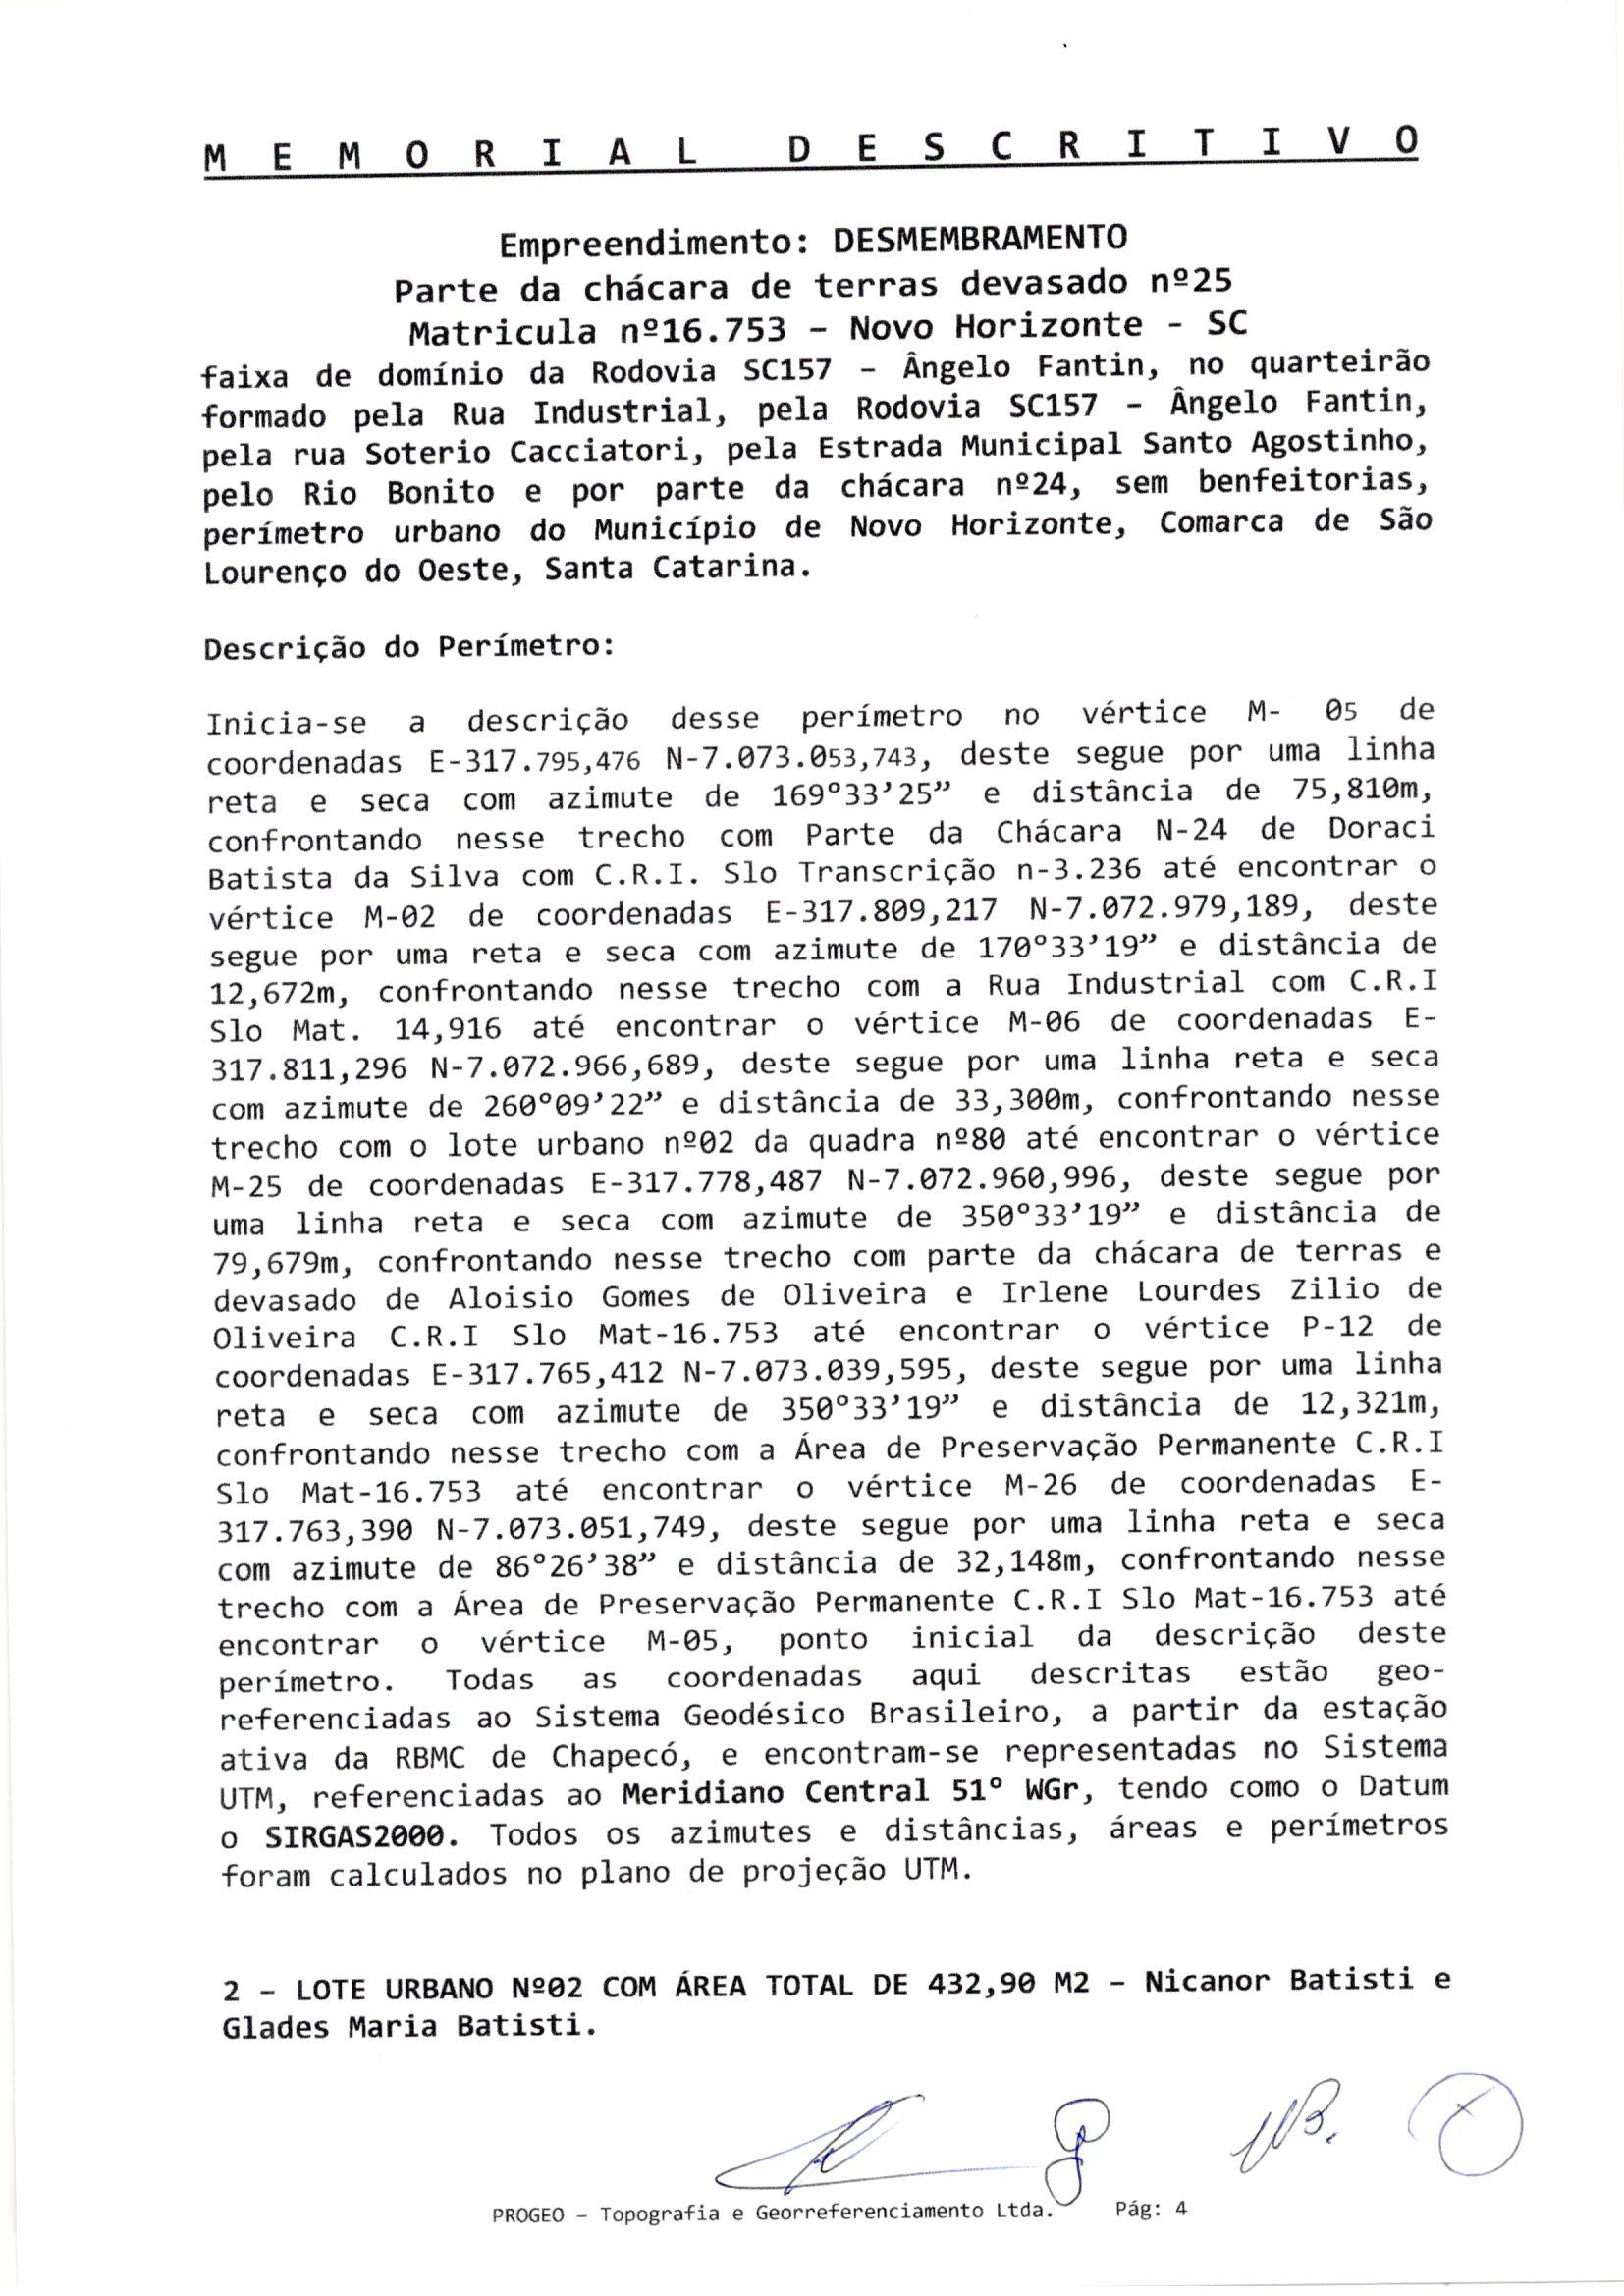 M E M O R I A L D E S C R I T I V O
Empreendimento: DESMEMBRAMENTO
Parte da chácara de terras devasado nº25
Matricula nº16.753 – Novo Horizonte - SC
faixa de domínio da Rodovia SC157 – Ângelo Fantin, no quarteirão
formado pela Rua Industrial, pela Rodovia SC157 – Ângelo Fantin,
pela rua Soterio Cacciatori, pela Estrada Municipal Santo Agostinho,
pelo Rio Bonito e por parte da chácara nº24, sem benfeitorias,
perímetro urbano do Município de Novo Horizonte, Comarca de São
Lourenço do Oeste, Santa Catarina.
Descrição do Perímetro:
Inicia-se a descrição desse perímetro no vértice M- 05 de
coordenadas E-317.795,476 N-7.073.053,743, deste segue por uma linha
reta e seca com azimute de 169°33’25” e distância de 75,810m,
confrontando nesse trecho com Parte da Chácara N-24 de Doraci
Batista da Silva com C.R.I. Slo Transcrição n-3.236 até encontrar o
vértice M-02 de coordenadas E-317.809,217 N-7.072.979,189, deste
segue por uma reta e seca com azimute de 170°33’19” e distância de
12,672m, confrontando nesse trecho com a Rua Industrial com C.R.I
Slo Mat. 14,916 até encontrar o vértice M-06 de coordenadas E-
317.811,296 N-7.072.966,689, deste segue por uma linha reta e seca
com azimute de 260°09’22” e distância de 33,300m, confrontando nesse
trecho com o lote urbano nº02 da quadra nº80 até encontrar o vértice
M-25 de coordenadas E-317.778,487 N-7.072.960,996, deste segue por
uma linha reta e seca com azimute de 350°33’19” e distância de
79,679m, confrontando nesse trecho com parte da chácara de terras e
devasado de Aloisio Gomes de Oliveira e Irlene Lourdes Zilio de
Oliveira C.R.I Slo Mat-16.753 até encontrar o vértice P-12 de
coordenadas E-317.765,412 N-7.073.039,595, deste segue por uma linha
reta e seca com azimute de 350°33’19” e distância de 12,321m,
confrontando nesse trecho com a Área de Preservação Permanente C.R.I
Slo Mat-16.753 até encontrar o vértice M-26 de coordenadas E-
317.763,390 N-7.073.051,749, deste segue por uma linha reta e seca
com azimute de 86°26’38” e distância de 32,148m, confrontando nesse
trecho com a Área de Preservação Permanente C.R.I Slo Mat-16.753 até
encontrar o vértice M-05, ponto inicial da descrição deste
perímetro. Todas as coordenadas aqui descritas estão geo-
referenciadas ao Sistema Geodésico Brasileiro, a partir da estação
ativa da RBMC de Chapecó, e encontram-se representadas no Sistema
UTM, referenciadas ao Meridiano Central 51° WGr, tendo como o Datum
o SIRGAS2000. Todos os azimutes e distâncias, áreas e perímetros
foram calculados no plano de projeção UTM.
2 – LOTE URBANO Nº02 COM ÁREA TOTAL DE 432,90 M2 – Nicanor Batisti e
Glades Maria Batisti.
PROGEO – Topografia e Georreferenciamento Ltda. Pág: 4